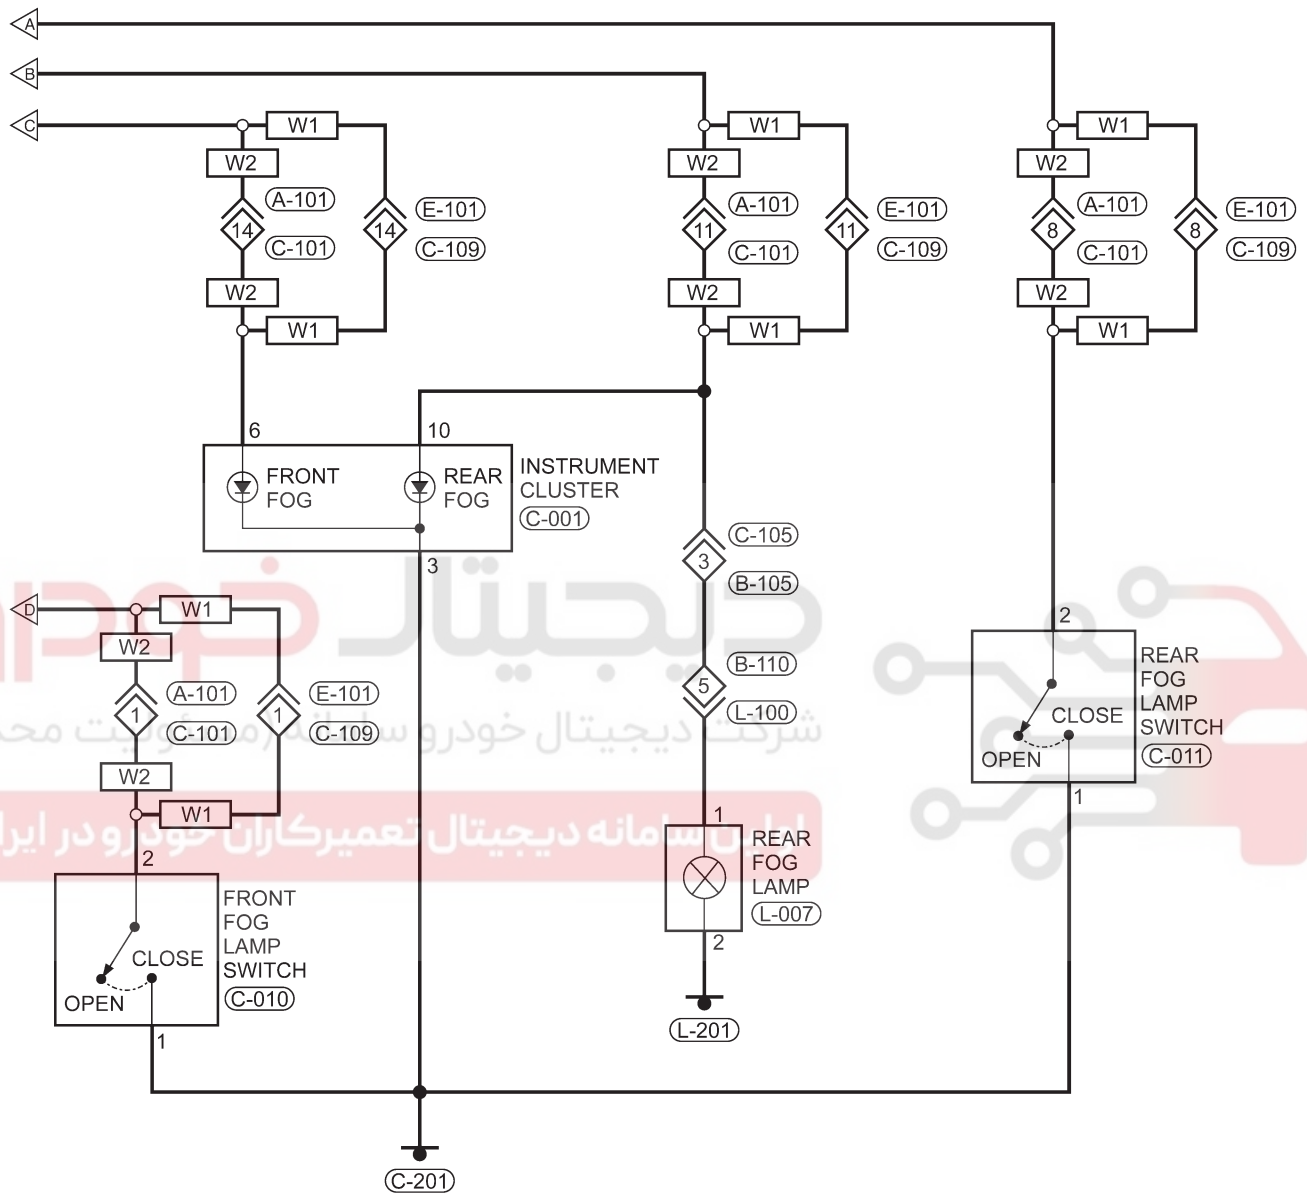 A
B
C
W1
W1
W1
W2
W2
W2
A-101
E-101
A-101
E-101
A-101
E-101
14
14
11
11
8
8
C-101
C-109
C-101
C-109
C-101
C-109
W2
W2
W2
W1
W1
W1
6
10
FRONT
FOG
REAR
FOG
INSTRUMENT
CLUSTER
C-001
3
C-105
3
B-105
B-110
5
L-100
1
REAR
FOG
LAMP
L-007
2
L-201
2
REAR
FOG
LAMP
SWITCH
C-011
CLOSE
OPEN
1
D
W1
W2
A-101
E-101
1
1
C-101
C-109
W2
W1
2
FRONT
FOG
LAMP
SWITCH
C-010
CLOSE
OPEN
1
C-201
دیجیتال خودرو
شرکت دیجیتال خودرو سامانه (مسئولیت محد
اولین سامانه دیجیتال تعمیرکاران خودرو در ایرا